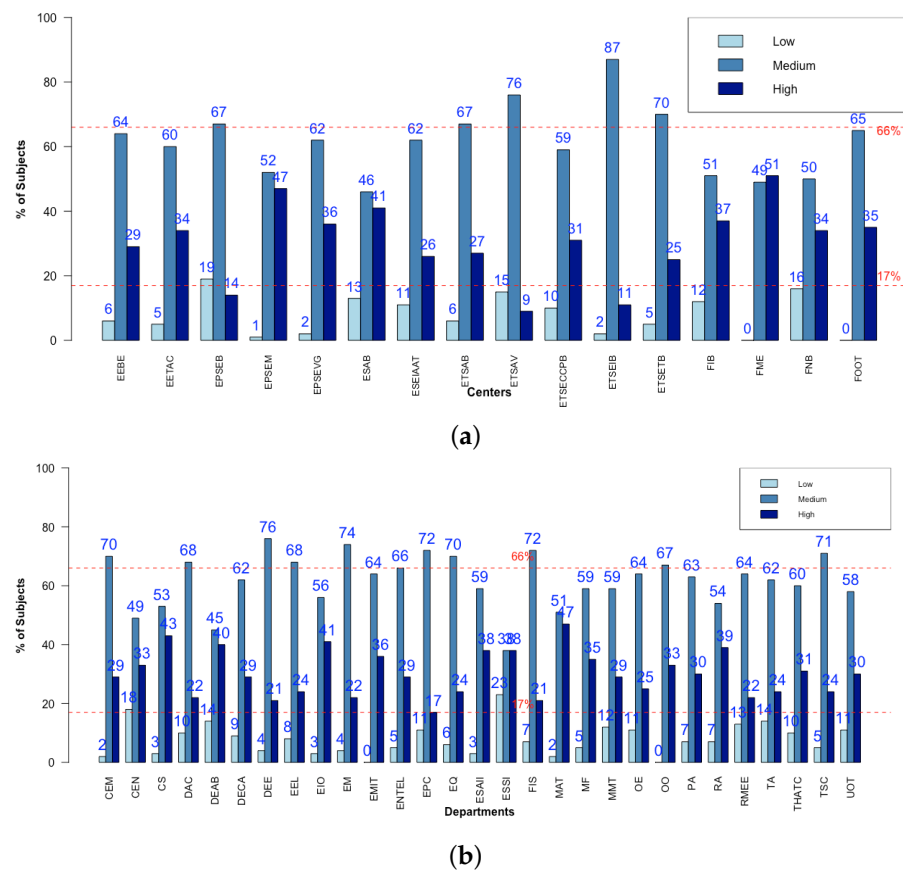 100
80
60
40
20
0
% of Subjects
Low
Medium
High
66%
17%
6 64 29
5 60 34
19 67 14
1 52 47
2 62 36
13 46 41
11 62 26
6 67 27
15 76 9
10 59 31
2 87 11
5 70 25
12 51 37
0 49 51
16 50 34
0 65 35
EEBE EETAC EPSEB EPSEM EPSEVG ESAB ESEIAAT ETSAB ETSAV ETSECCPB ETSEIB ETSETB FIB FME FNB FOOT
Centers
(a)
100
80
60
40
20
0
% of Subjects
Low
Medium
High
66%
17%
2 70 29
18 49 33
3 53 43
10 68 22
14 45 40
9 62 29
4 76 21
8 68 24
3 56 41
4 74 22
0 64 36
5 66 29
11 72 17
6 70 24
3 59 38
23 38 38
7 72 21
2 51 47
5 59 35
12 59 29
11 64 25
0 67 33
7 63 30
7 54 39
13 64 22
14 62 24
10 60 31
5 71 24
11 58 30
CEM CEN CS DAC DEAB DECA DEE EEL EIO EM EMIT ENTEL EPC EQ ESAII ESSI FIS MAT MF MMT OE OO PA RA RMEE TA THATC TSC UOT
Departments
(b)